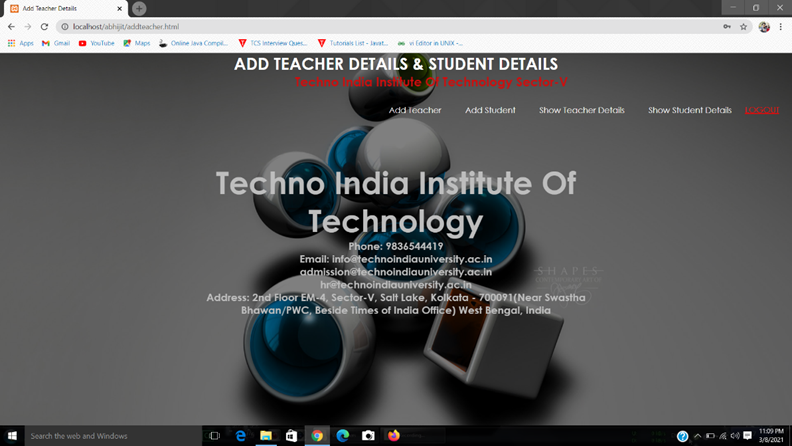 Add Teacher Details
localhost/abhijit/addteacher.html
Apps Gmail YouTube Maps Online Java Compil... TCS Interview Ques... Tutorials List - Javat... vi Editor in UNIX -...
ADD TEACHER DETAILS & STUDENT DETAILS
Techno India Institute Of Technology Sector-V
Add Teacher Add Student Show Teacher Details Show Student Details LOGOUT
Techno India Institute Of
Technology
Phone: 9836544419
Email: info@technoindiauniversity.ac.in
admission@technoindiauniversity.ac.in
hr@technoindiauniversity.ac.in
SHAPES
Address: 2nd Floor EM-4, Sector-V, Salt Lake, Kolkata - 700091(Near Swastha
Bhawan/PWC, Beside Times of India Office) West Bengal, India
Search the web and Windows
11:09 PM
3/8/2021